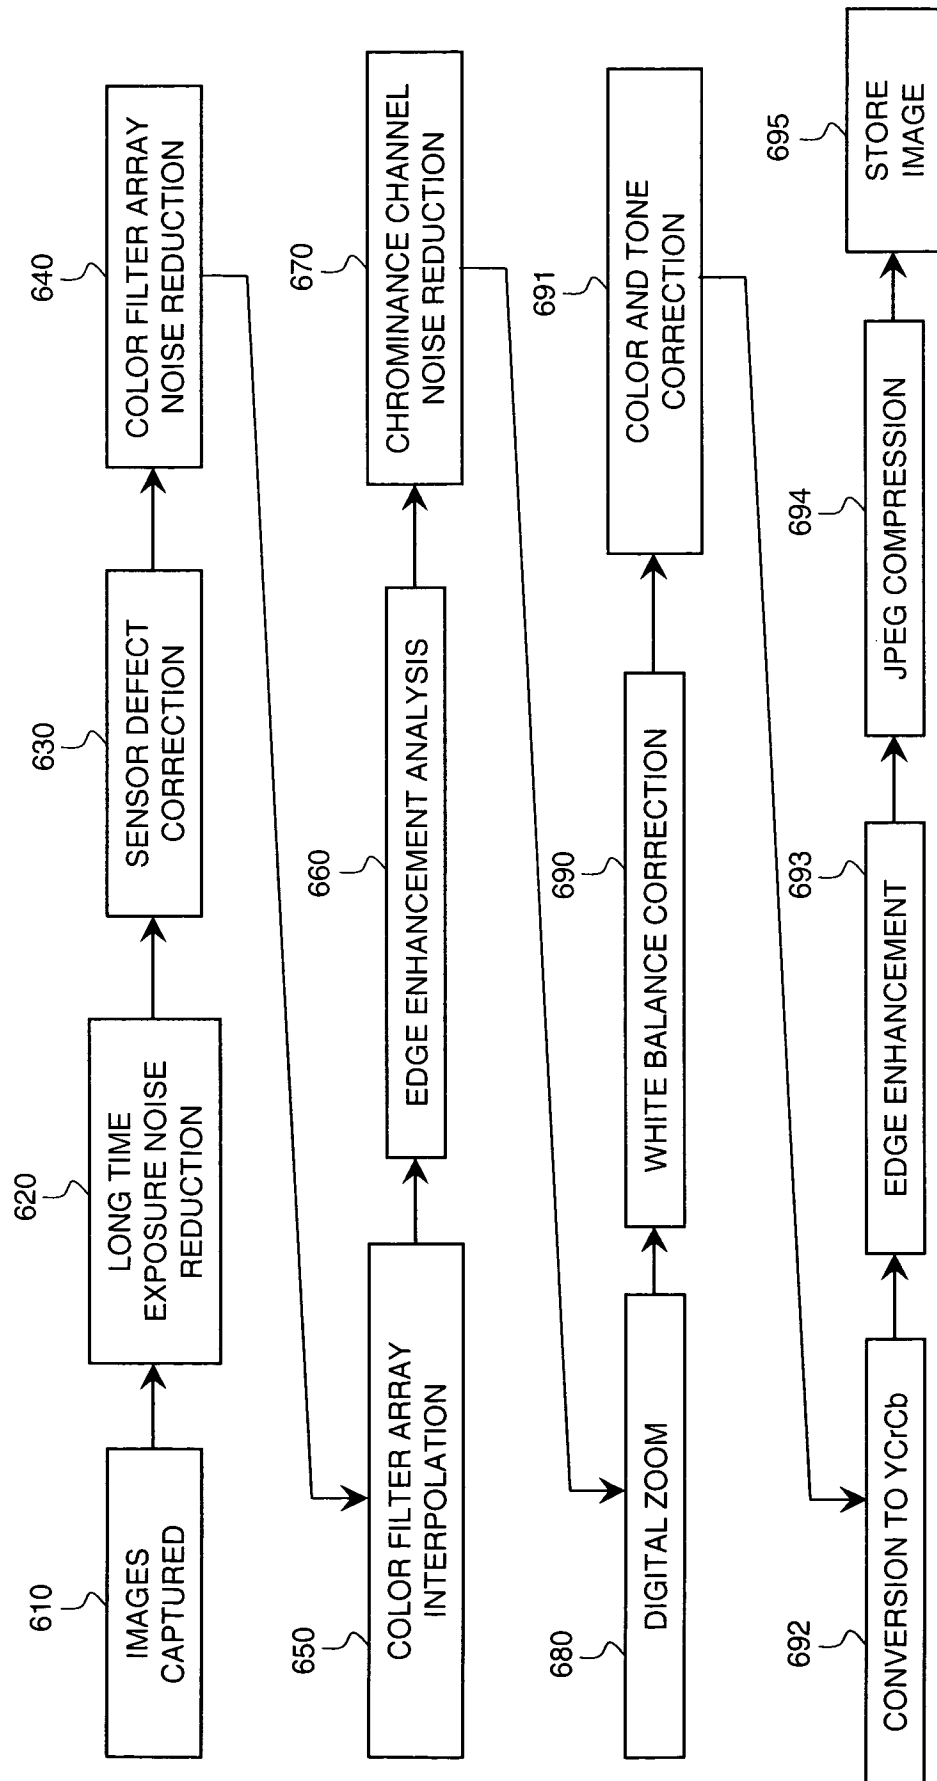 610
IMAGES
CAPTURED
620
LONG TIME
EXPOSURE NOISE
REDUCTION
630
SENSOR DEFECT
CORRECTION
640
COLOR FILTER ARRAY
NOISE REDUCTION
650
COLOR FILTER ARRAY
INTERPOLATION
660
EDGE ENHANCEMENT ANALYSIS
670
CHROMINANCE CHANNEL
NOISE REDUCTION
680
DIGITAL ZOOM
690
WHITE BALANCE CORRECTION
691
COLOR AND TONE
CORRECTION
692
CONVERSION TO YCrCb
693
EDGE ENHANCEMENT
694
JPEG COMPRESSION
695
STORE
IMAGE